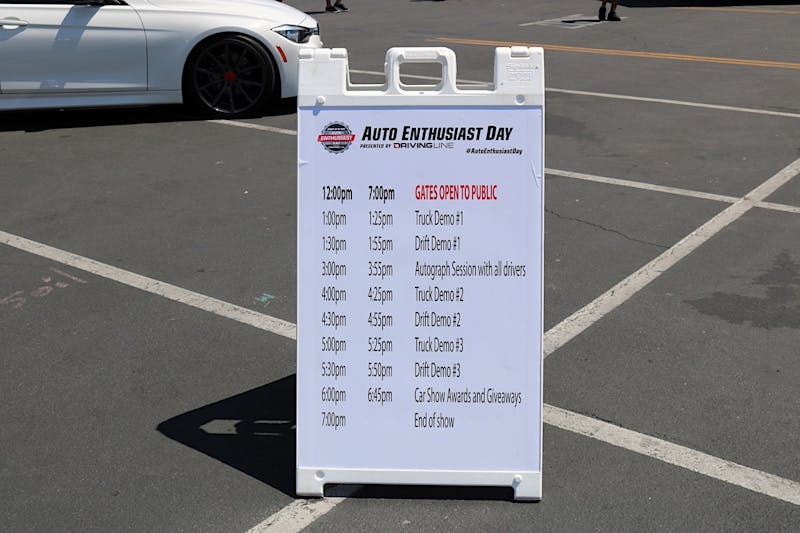 AUTO ENTHUSIAST DAY
PRESENTED BY DRIVINGLINE #AutoEnthusiastDay
ENTHUSIAST
12:00pm 7:00pm GATES OPEN TO PUBLIC
1:00pm 1:25pm Truck Demo #1
1:30pm 1:55pm Drift Demo #1
3:00pm 3:55pm Autograph Session with all drivers
4:00pm 4:25pm Truck Demo #2
4:30pm 4:55pm Drift Demo #2
5:00pm 5:25pm Truck Demo #3
5:30pm 5:50pm Drift Demo #3
6:00pm 6:45pm Car Show Awards and Giveaways
7:00pm End of show